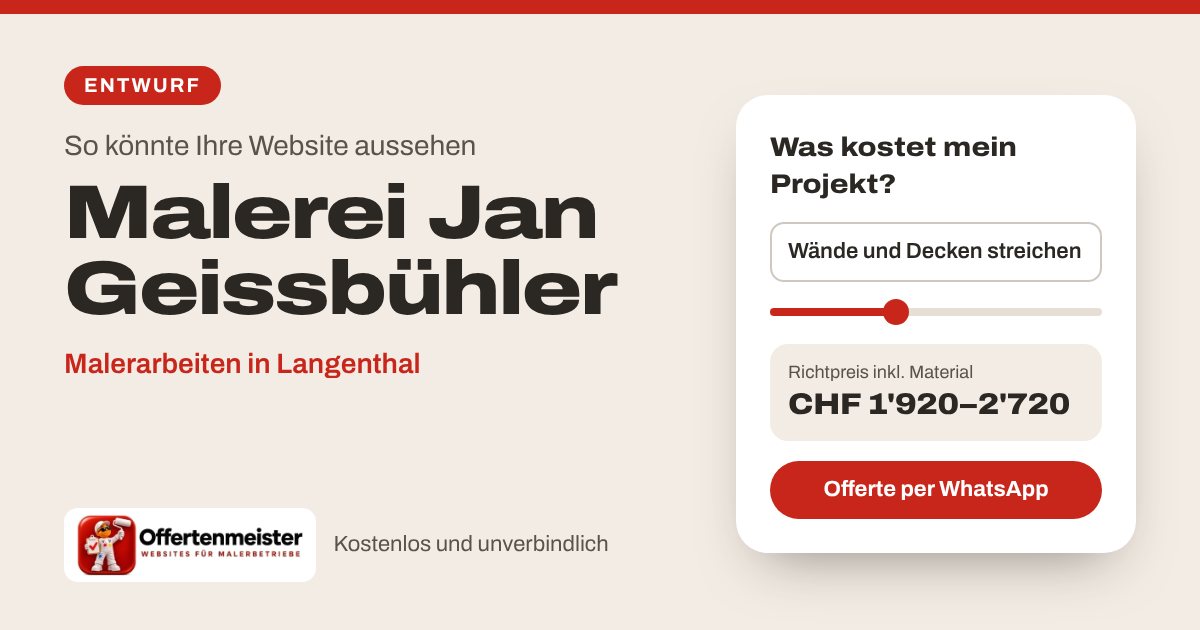 ENTWURF
So könnte Ihre Website aussehen
Malerei Jan
Geissbühler
Malerarbeiten in Langenthal
Offertenmeister
WEBSITES FÜR MALERBETRIEBE
Kostenlos und unverbindlich
Was kostet mein
Projekt?
Wände und Decken streichen
Richtpreis inkl. Material
CHF 1'920–2'720
Offerte per WhatsApp